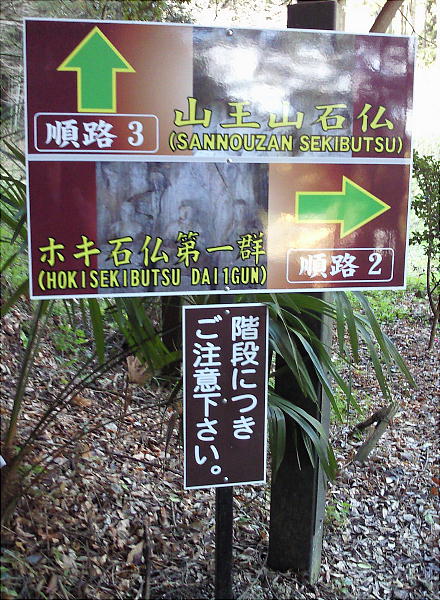 順路 3
山王山石仏
(SANNOUZAN SEKIBUTSU)
ホキ石仏第一群
(HOKISEKIBUTSU DAI1GUN)
順路 2
階段につき
ご注意下さい。